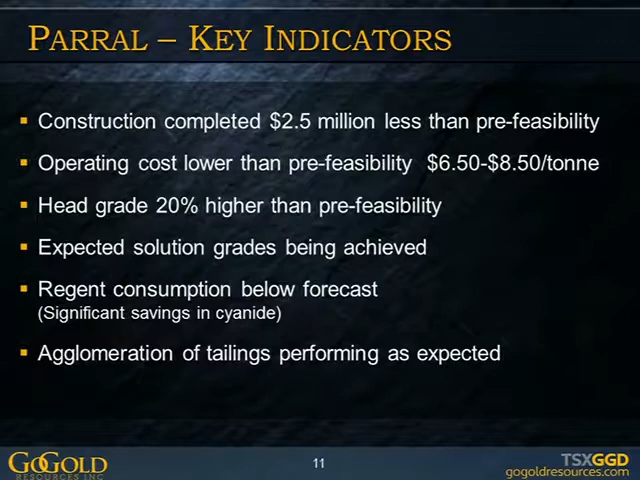 PARRAL – KEY INDICATORS
Construction completed $2.5 million less than pre-feasibility
Operating cost lower than pre-feasibility $6.50-$8.50/tonne
Head grade 20% higher than pre-feasibility
Expected solution grades being achieved
Regent consumption below forecast
(Significant savings in cyanide)
Agglomeration of tailings performing as expected
GOGOLD
RESOURCES INC
11
TSXGGD
gogoldresources.com